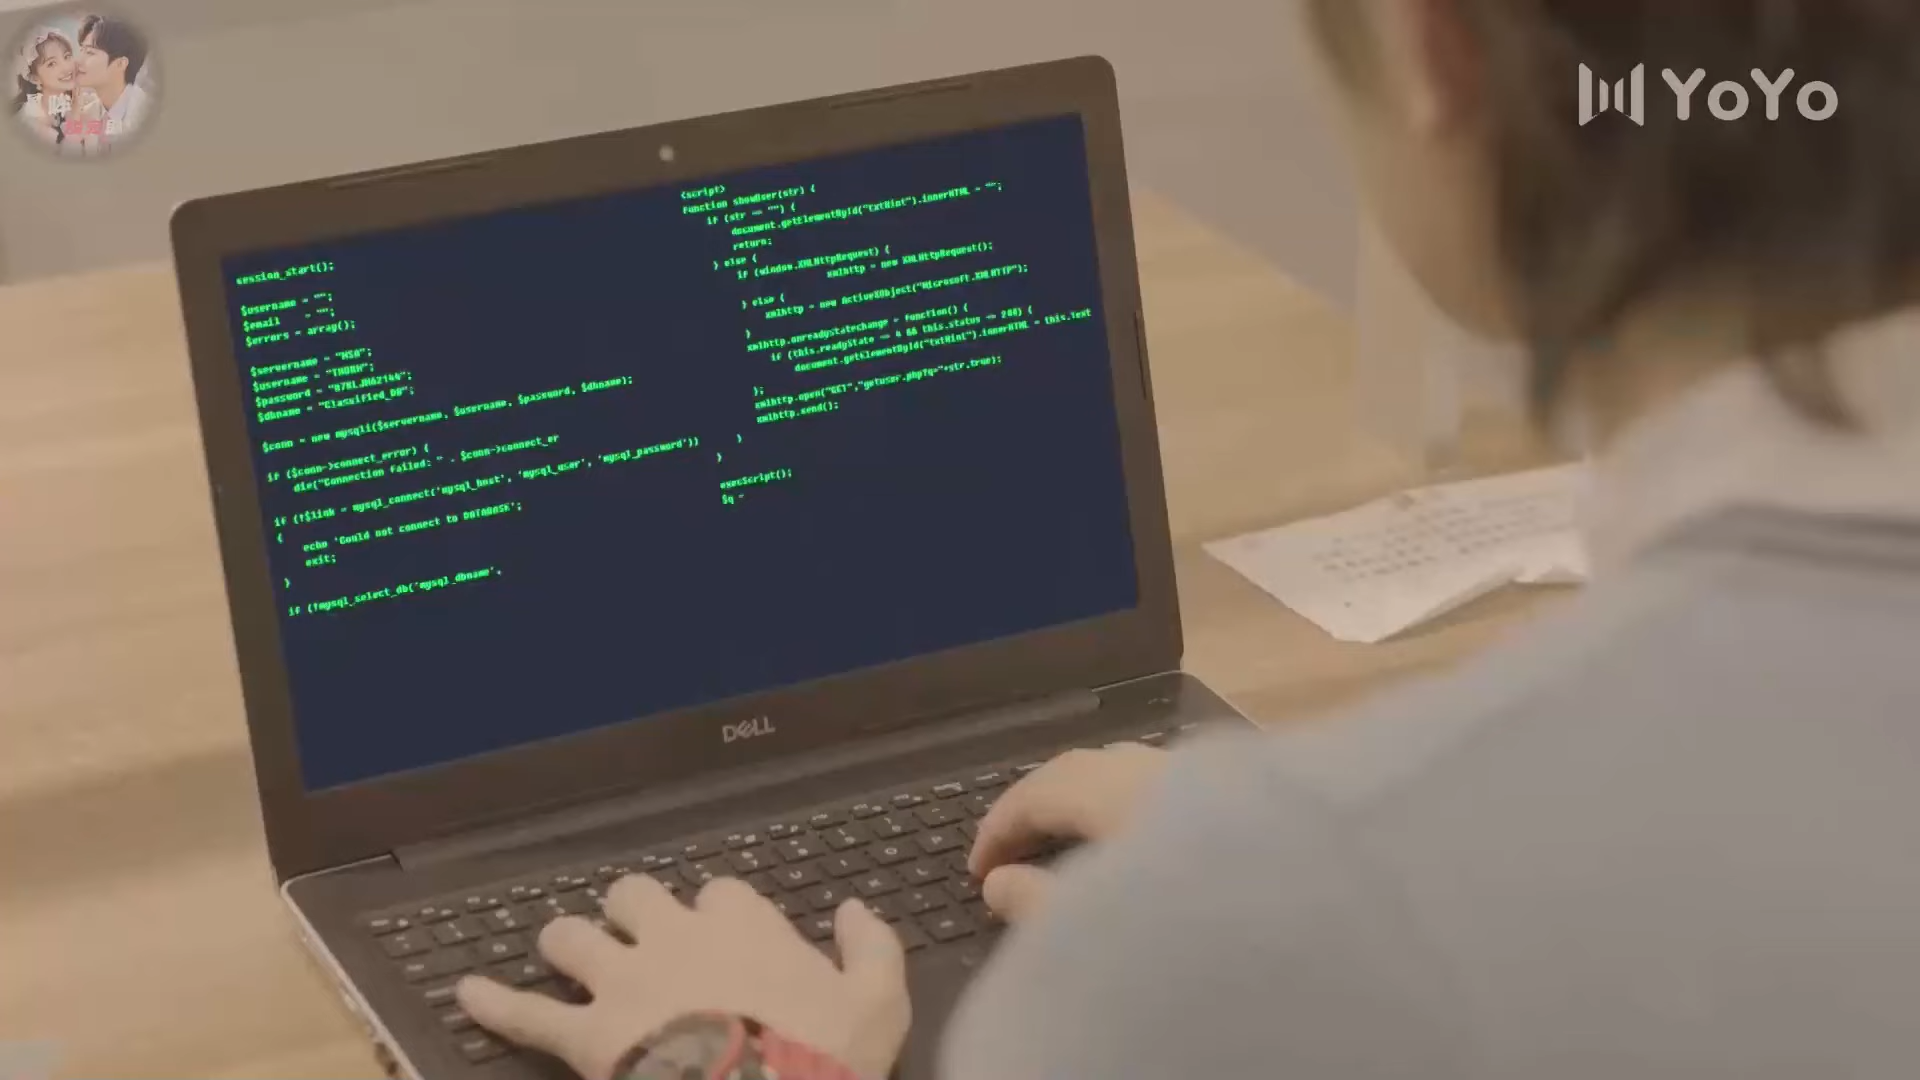 YoYo
session_start();
$username = "";
$email = "";
$errors = array();
$servername = "NSA";
$username = "THORN";
$password = "
$dbname = "Classified_DB";
$conn = new mysqli($servername, $username, $password, $dbname);
if ($conn->connect_error) {
die("Connection failed: " . $conn->connect_er
if (!$link = mysql_connect('mysql_host', 'mysql_user', 'mysql_password'))
{
echo 'Could not connect to DATABASE';
exit;
}
if (!mysql_select_db('mysql_dbname',
<script>
function showUser(str) {
if (str == "") {
document.getElementById("txtHint").innerHTML = "";
return;
} else {
if (window.XMLHttpRequest) {
xmlhttp = new XMLHttpRequest();
} else {
xmlhttp = new ActiveXObject("Microsoft.XMLHTTP");
}
xmlhttp.onreadystatechange = function() {
if (this.readyState == 4 && this.status == 200) {
document.getElementById("txtHint").innerHTML = this.text
};
xmlhttp.open("GET","getuser.php?q="+str,true);
xmlhttp.send();
}
}
execScript();
$q =
DELL